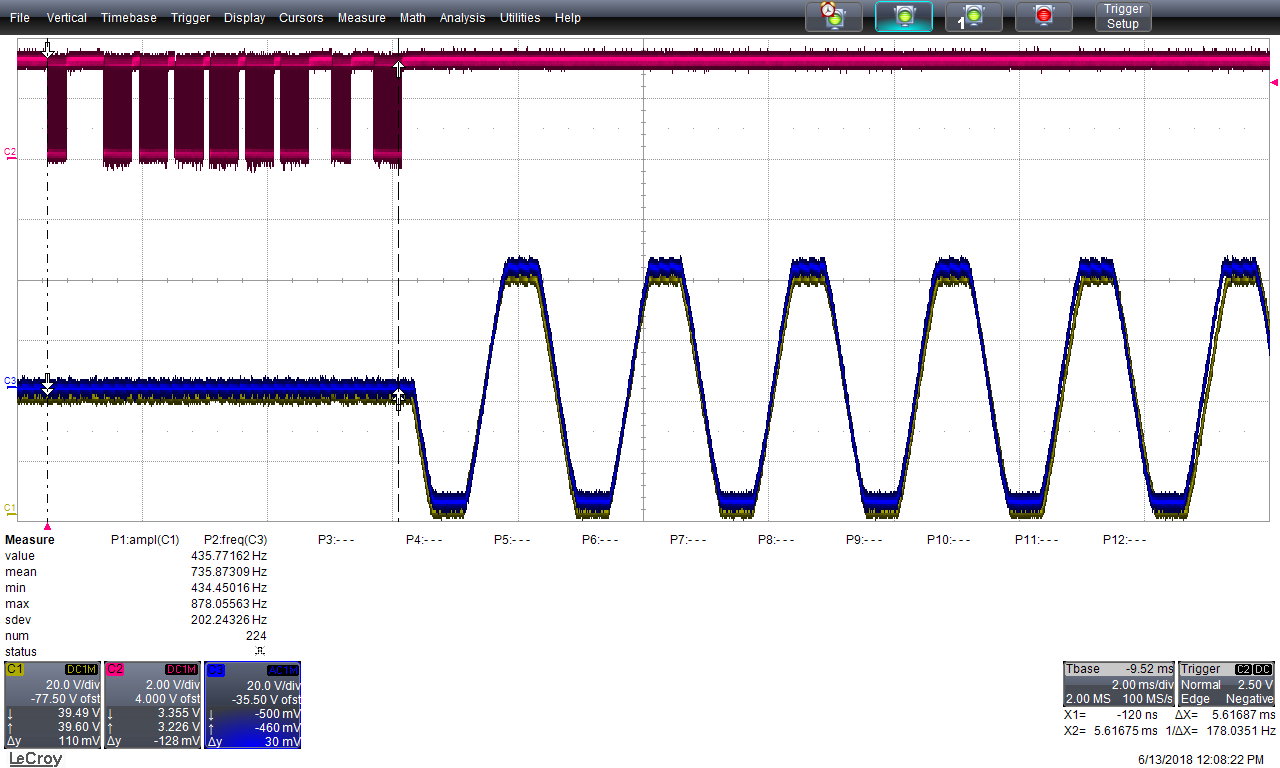 File Vertical Timebase Trigger Display Cursors Measure Math Analysis Utilities Help
1
Trigger
Setup
C2
C3
C1
Measure P1:ampl(C1) P2:freq(C3) P3:- - - P4:- - - P5:- - - P6:- - - P7:- - - P8:- - - P9:- - - P10:- - - P11:- - - P12:- - -
value 435.77162 Hz
mean 735.87309 Hz
min 434.45016 Hz
max 878.05563 Hz
sdev 202.24326 Hz
num 224
status
C1 DC1M
20.0 V/div
-77.50 V ofst
↓ 39.49 V
↑ 39.60 V
Δy 110 mV
C2 DC1M
2.00 V/div
4.000 V ofst
↓ 3.355 V
↑ 3.226 V
Δy -128 mV
C3 AC1M
20.0 V/div
-35.50 V ofst
↓ -500 mV
↑ -460 mV
Δy 30 mV
Tbase -9.52 ms
2.00 ms/div
2.00 MS 100 MS/s
Trigger C2 DC
Normal 2.50 V
Edge Negative
X1= -120 ns ΔX= 5.61687 ms
X2= 5.61675 ms 1/ΔX= 178.0351 Hz
LeCroy
6/13/2018 12:08:22 PM